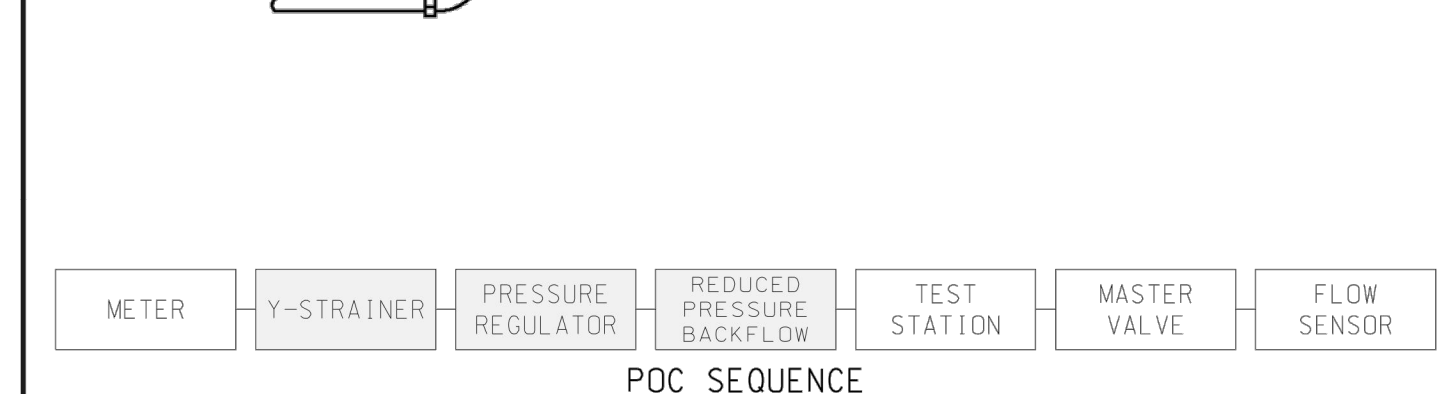 METER
Y-STRAINER
PRESSURE
REGULATOR
REDUCED
PRESSURE
BACKFLOW
TEST
STATION
MASTER
VALVE
FLOW
SENSOR
POC SEQUENCE